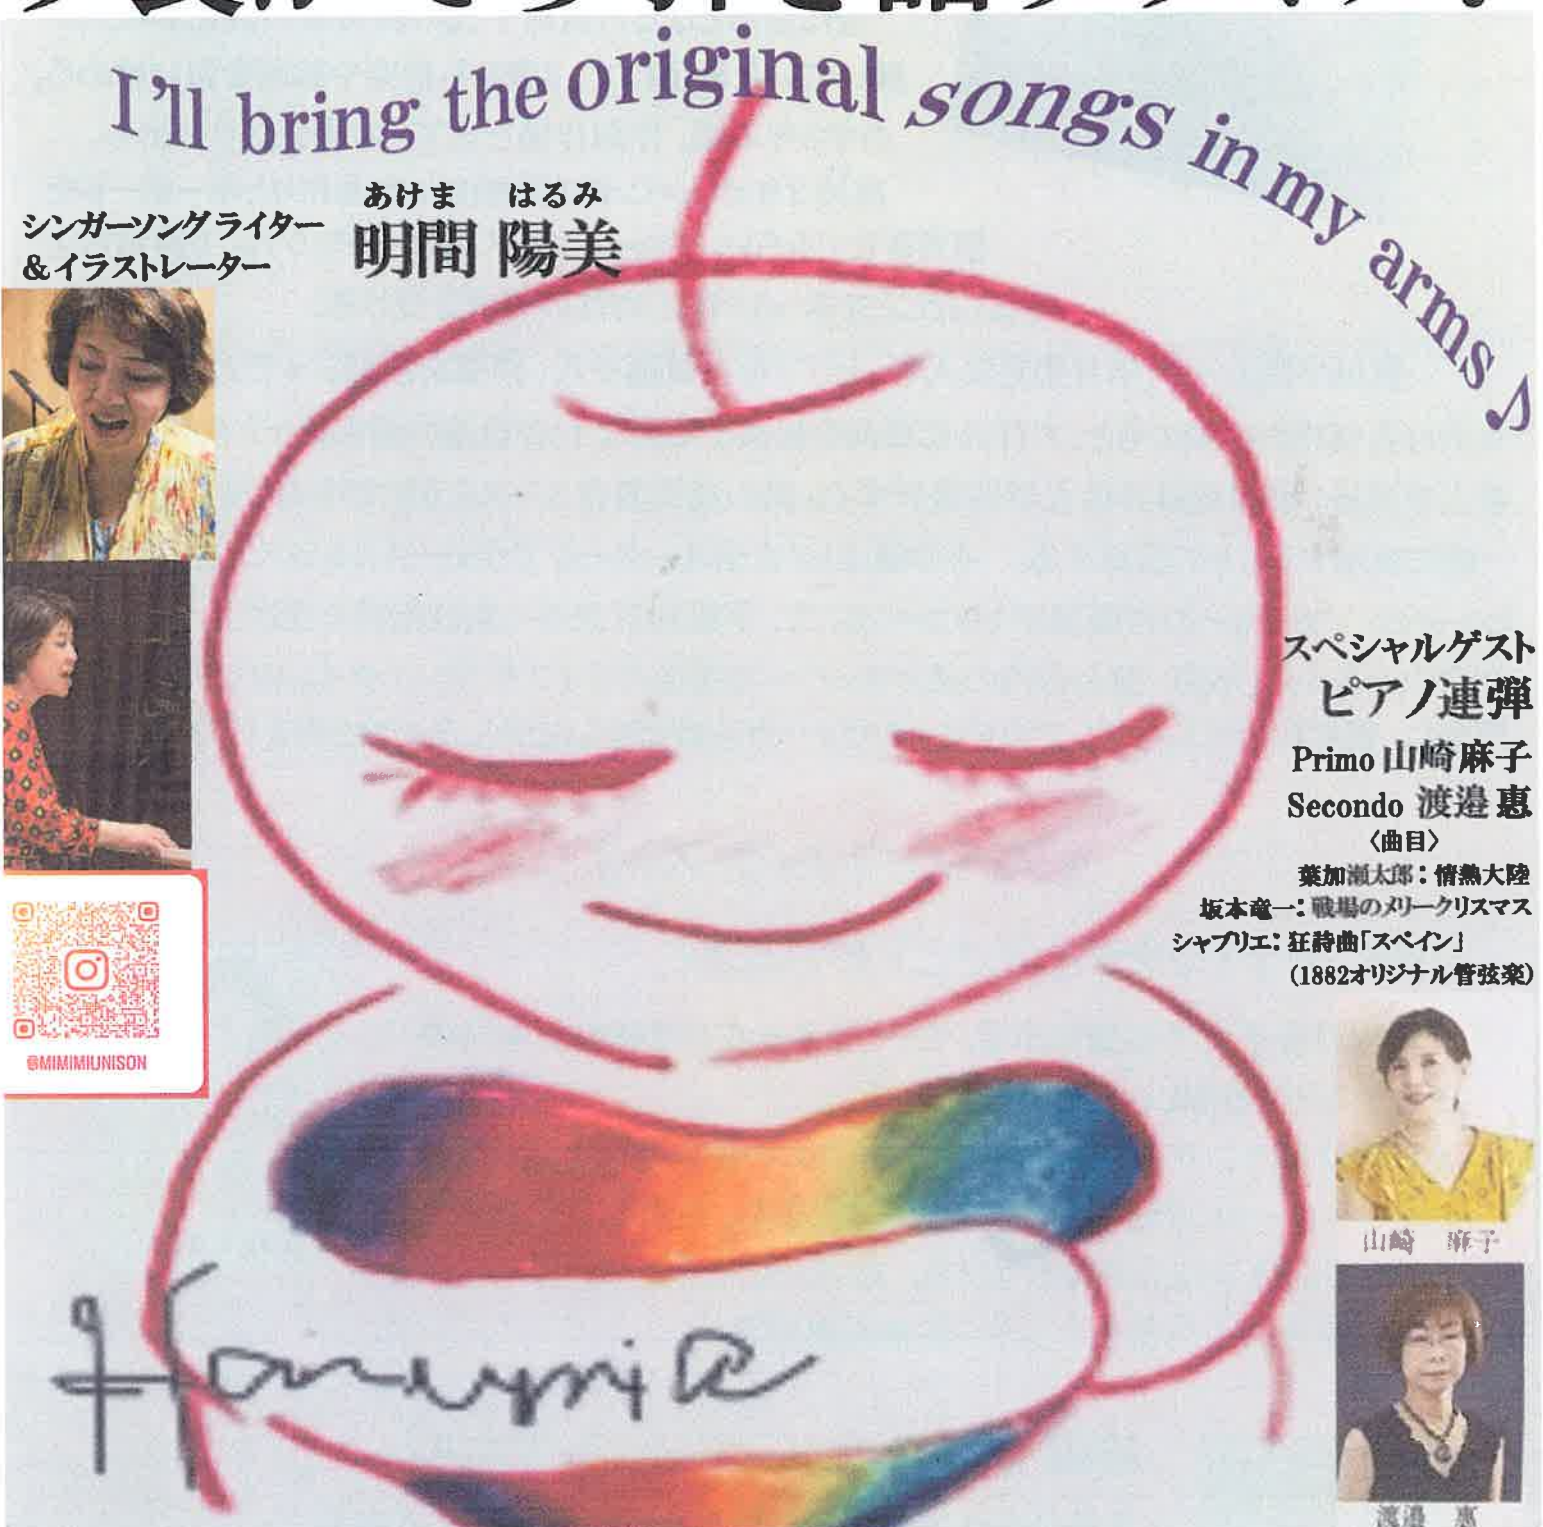 I'll bring the original songs in my arms♪
あけま はるみ
シンガーソングライター
&イラストレーター
明間 陽美
スペシャルゲスト
ピアノ連弾
Primo 山崎麻子
Secondo 渡邉 惠
〈曲目〉
葉加瀬太郎：情熱大陸
坂本竜一：戦場のメリークリスマス
シャブリエ：狂詩曲「スペイン」
(1882オリジナル管弦楽)
@MIMIMIUNISON
山崎 麻子
渡邉 惠